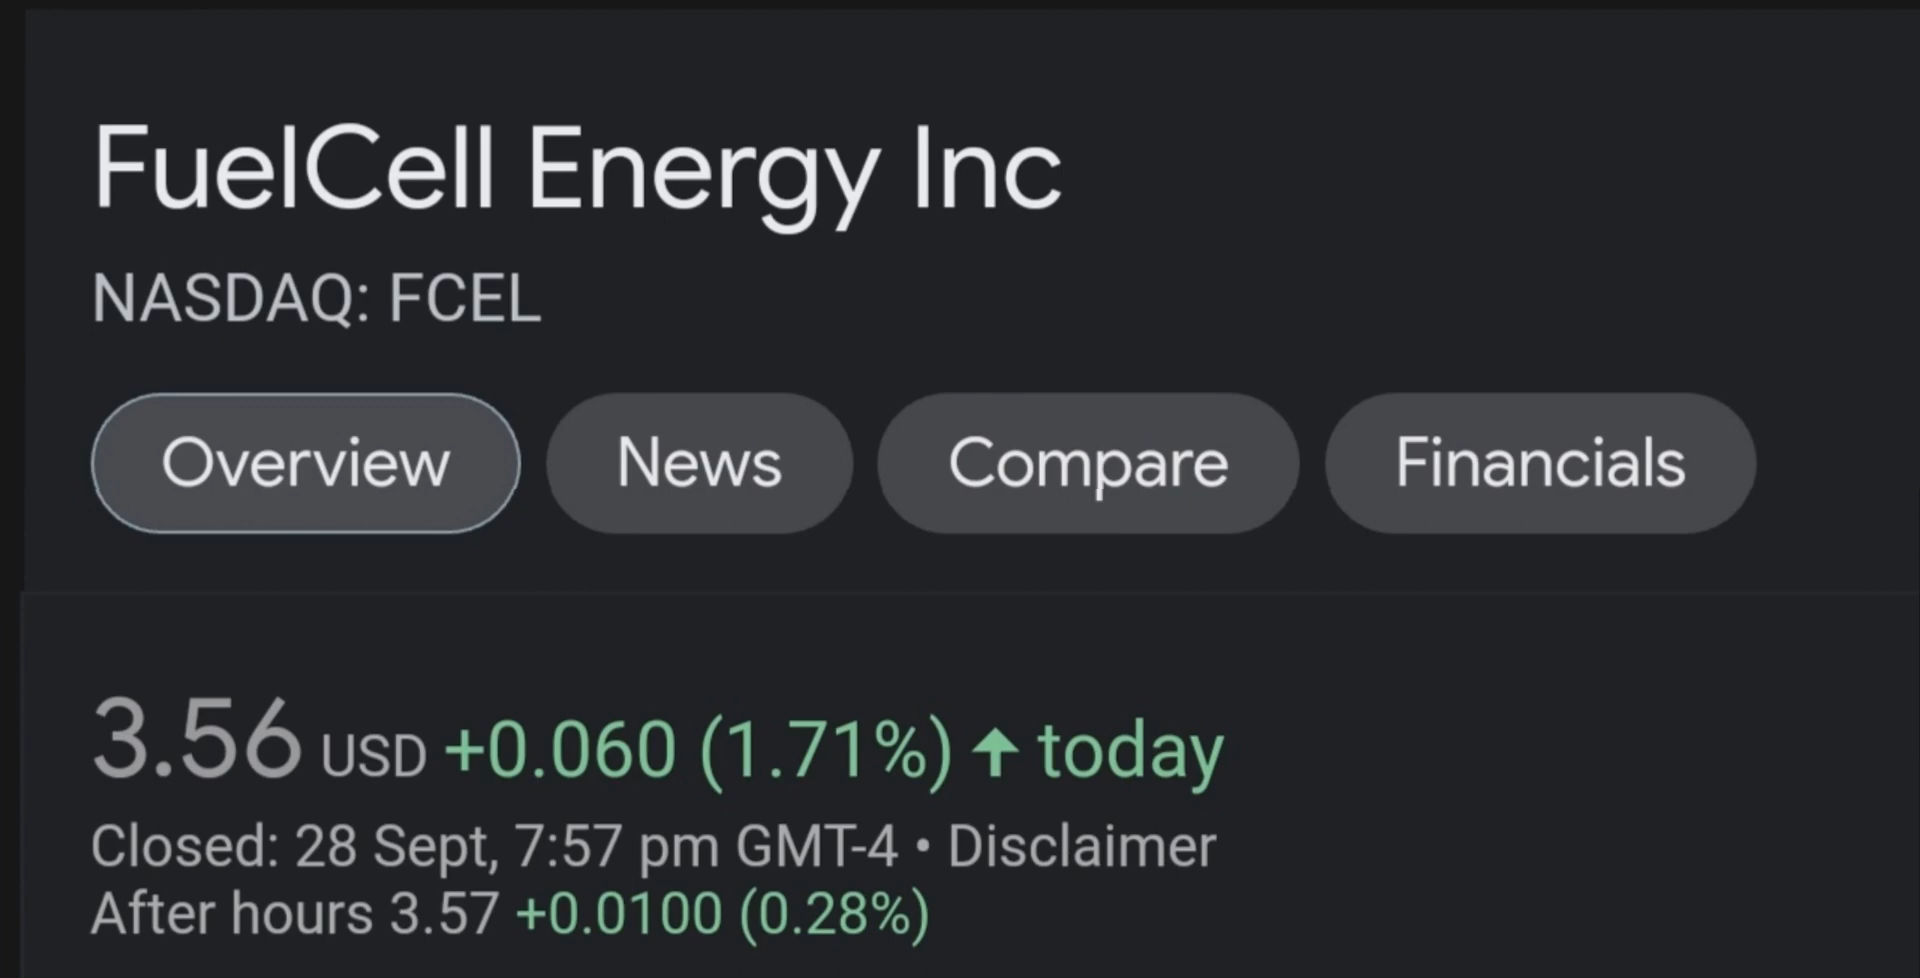 FuelCell Energy Inc
NASDAQ: FCEL
Overview News Compare Financials
3.56 USD +0.060 (1.71%) ↑ today
Closed: 28 Sept, 7:57 pm GMT-4 • Disclaimer
After hours 3.57 +0.0100 (0.28%)